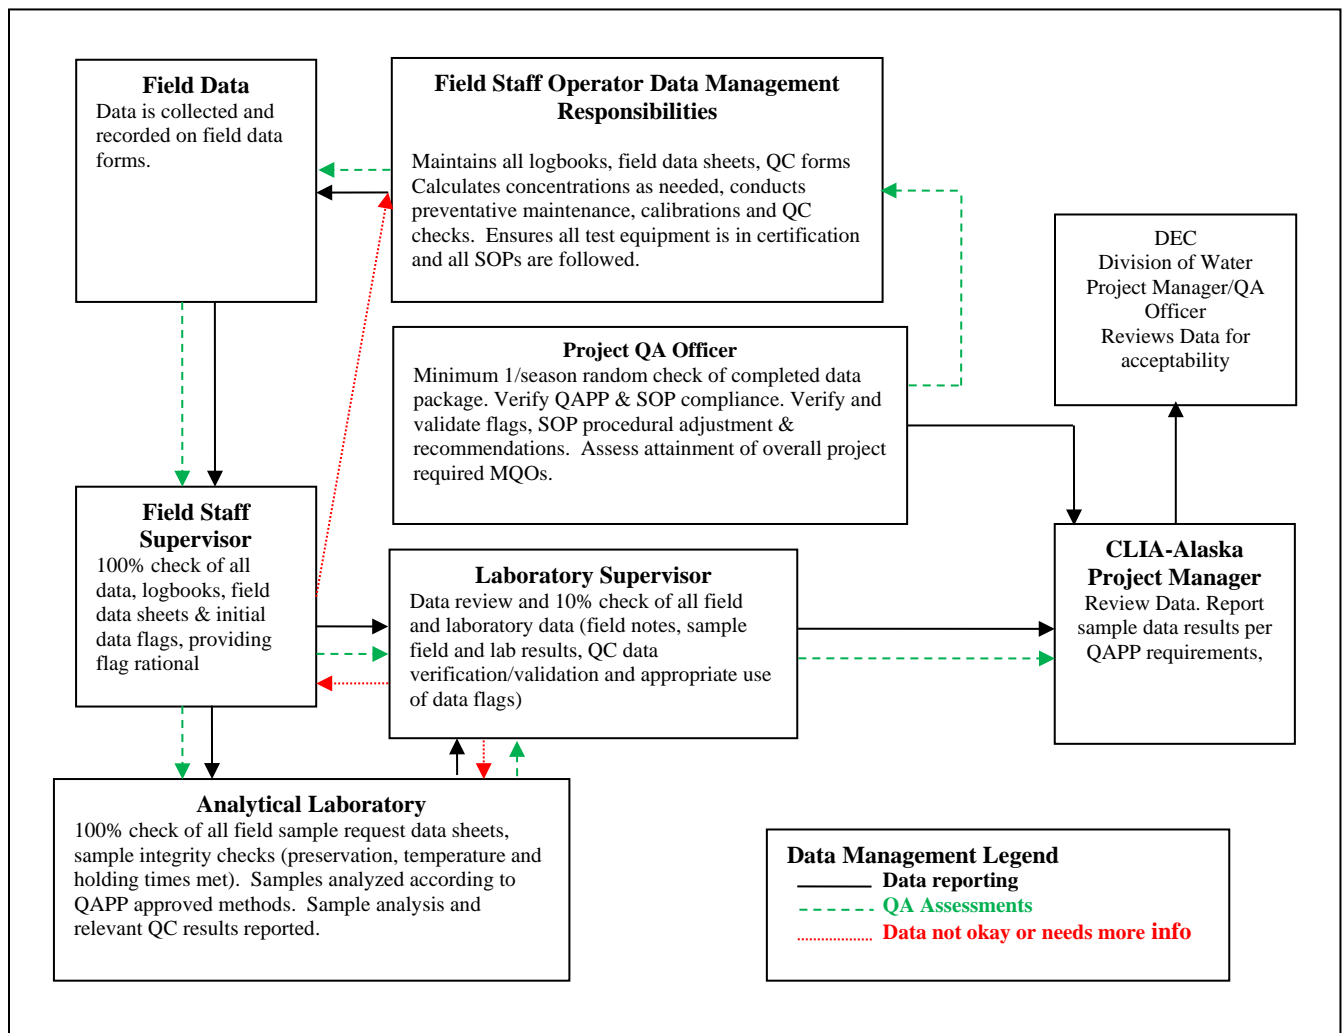 Field Data
Data is collected and
recorded on field data
forms.
Field Staff Operator Data Management
Responsibilities
Maintains all logbooks, field data sheets, QC forms
Calculates concentrations as needed, conducts
preventative maintenance, calibrations and QC
checks.  Ensures all test equipment is in certification
and all SOPs are followed.
DEC
Division of Water
Project Manager/QA
Officer
Reviews Data for
acceptability
Project QA Officer
Minimum 1/season random check of completed data
package. Verify QAPP & SOP compliance. Verify and
validate flags, SOP procedural adjustment &
recommendations.  Assess attainment of overall project
required MQOs.
Field Staff
Supervisor
100% check of all
data, logbooks, field
data sheets & initial
data flags, providing
flag rational
Laboratory Supervisor
Data review and 10% check of all field
and laboratory data (field notes, sample
field and lab results, QC data
verification/validation and appropriate use
of data flags)
CLIA-Alaska
Project Manager
Review Data. Report
sample data results per
QAPP requirements,
Analytical Laboratory
100% check of all field sample request data sheets,
sample integrity checks (preservation, temperature and
holding times met).  Samples analyzed according to
QAPP approved methods.  Sample analysis and
relevant QC results reported.
Data Management Legend
Data reporting
QA Assessments
Data not okay or needs more info